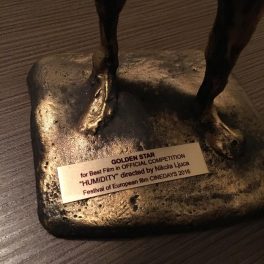 GOLDEN STAR
for Best Film in OFFICIAL COMPETITION
"HUMIDITY" directed by Nikola Ljuca
Festival of European film CINEDAYS 2016